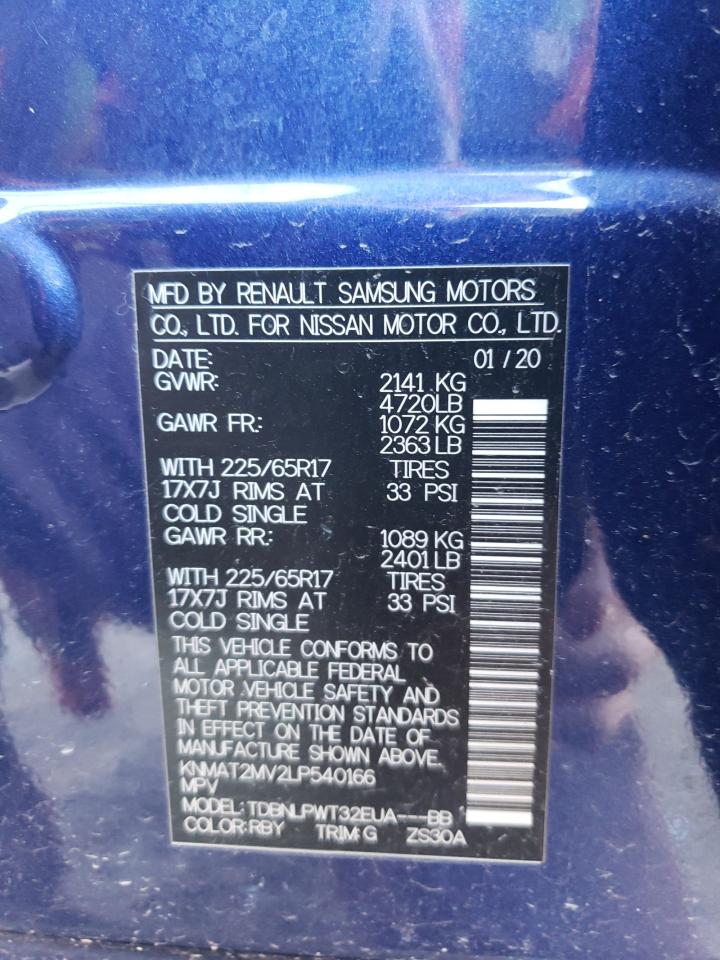 MFD BY RENAULT SAMSUNG MOTORS
CO., LTD. FOR NISSAN MOTOR CO., LTD.
DATE: 01 / 20
GVWR: 2141 KG
4720LB
GAWR FR.: 1072 KG
2363 LB
WITH 225/65R17 TIRES
17X7J RIMS AT 33 PSI
COLD SINGLE
GAWR RR.: 1089 KG
2401 LB
WITH 225/65R17 TIRES
17X7J RIMS AT 33 PSI
COLD SINGLE
THIS VEHICLE CONFORMS TO
ALL APPLICABLE FEDERAL
MOTOR VEHICLE SAFETY AND
THEFT PREVENTION STANDARDS
IN EFFECT ON THE DATE OF
MANUFACTURE SHOWN ABOVE.
KNMAT2MV2LP540166
MPV
MODEL: TDBNLPWT32EUA---BB
COLOR: RBY TRIM: G ZS30A